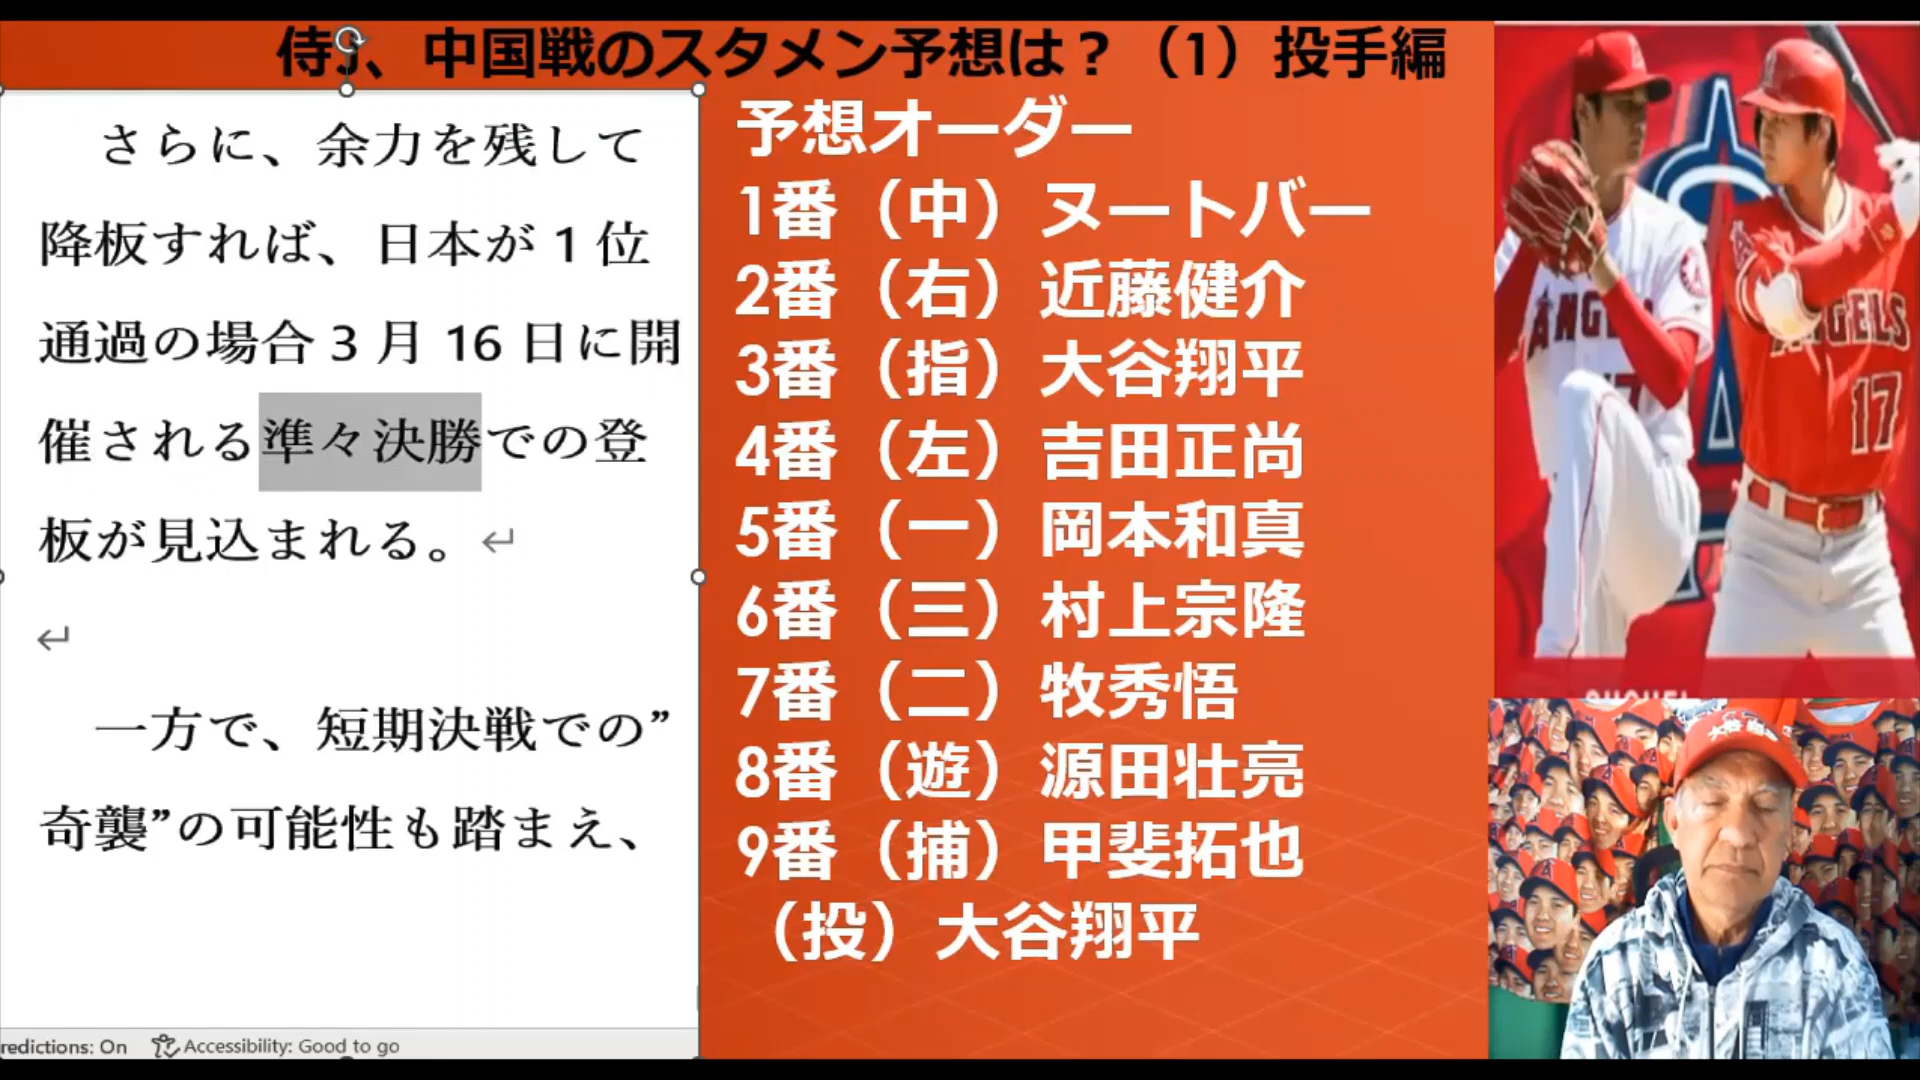 侍J、中国戦のスタメン予想は？（1）投手編
さらに、余力を残して
降板すれば、日本が 1 位
通過の場合 3 月 16 日に開
催される準々決勝での登
板が見込まれる。
一方で、短期決戦での”
奇襲”の可能性も踏まえ、
redictions: On
Accessibility: Good to go
予想オーダー
1番（中）ヌートバー
2番（右）近藤健介
3番（指）大谷翔平
4番（左）吉田正尚
5番（一）岡本和真
6番（三）村上宗隆
7番（二）牧秀悟
8番（遊）源田壮亮
9番（捕）甲斐拓也
（投）大谷翔平
ANGELS
17
大谷 翔平